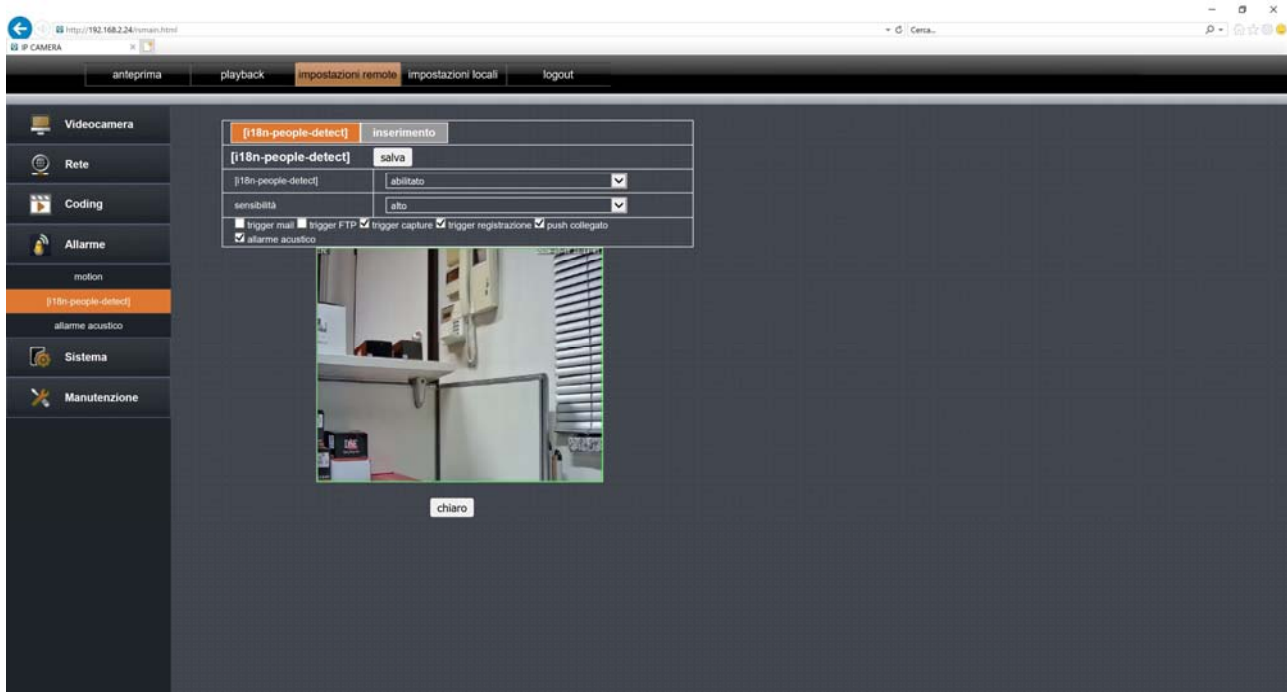 http://192.168.2.24/rsmain.html
Cerca...
IP CAMERA
anteprima playback impostazioni remote impostazioni locali logout
Videocamera
Rete
Coding
Allarme
motion
[i18n-people-detect]
allarme acustico
Sistema
Manutenzione
[i18n-people-detect] inserimento
[i18n-people-detect] salva
[i18n-people-detect] abilitato
sensibilità alto
trigger mail trigger FTP trigger capture trigger registrazione push collegato
allarme acustico
chiaro